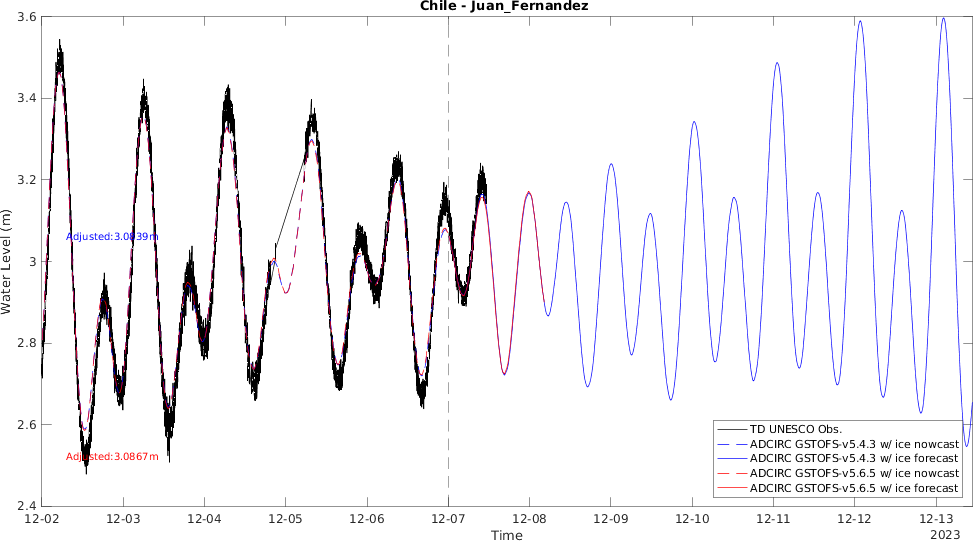 Chile - Juan_Fernandez
Water Level (m)
3.6
3.4
3.2
3
2.8
2.6
2.4
Adjusted:3.0839m
Adjusted:3.0867m
TD UNESCO Obs.
ADCIRC GSTOFS-v5.4.3 w/ ice nowcast
ADCIRC GSTOFS-v5.4.3 w/ ice forecast
ADCIRC GSTOFS-v5.6.5 w/ ice nowcast
ADCIRC GSTOFS-v5.6.5 w/ ice forecast
12-02 12-03 12-04 12-05 12-06 12-07 12-08 12-09 12-10 12-11 12-12 12-13
Time
2023